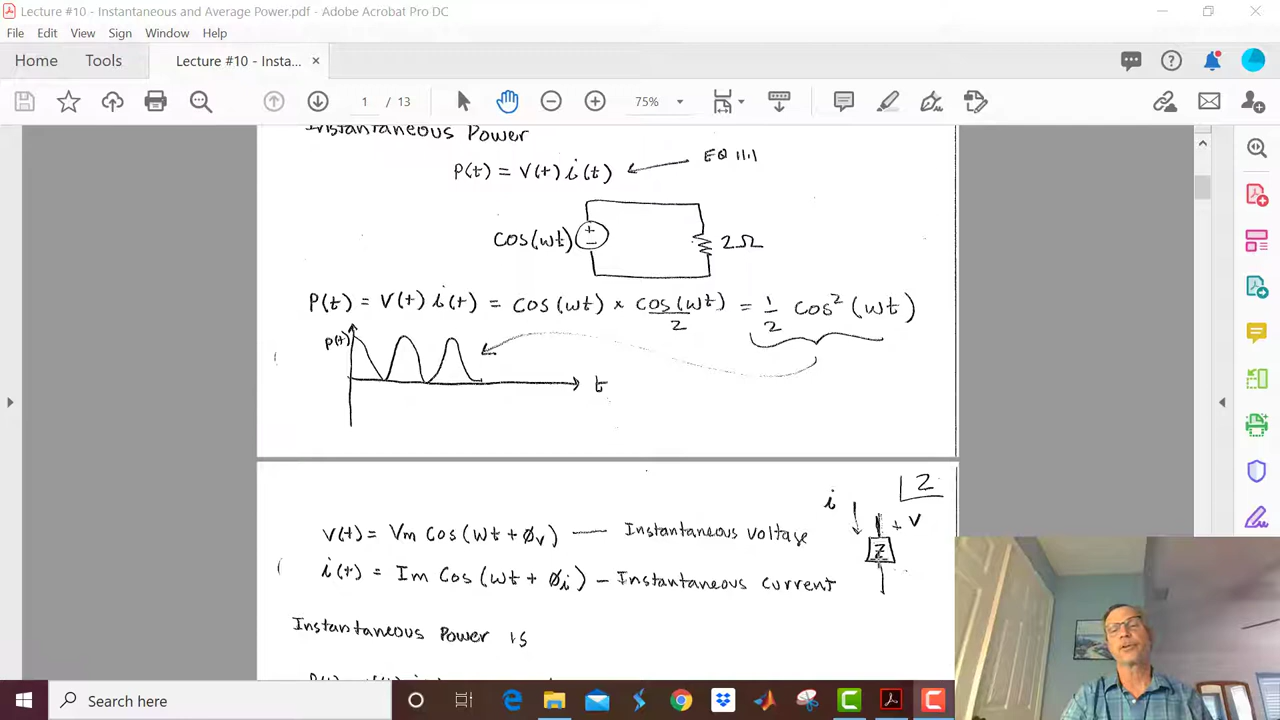 Lecture #10 - Instantaneous and Average Power.pdf - Adobe Acrobat Pro DC
File Edit View Sign Window Help
Home Tools Lecture #10 - Insta... ×
1 / 13 75%
Instantaneous Power
P(t) = V(t) i(t) EQ 11.1
cos(ωt) + − 2Ω
P(t) = V(t) i(t) = cos(ωt) × cos(ωt)/2 = 1/2 cos² (ωt)
P(t)
t
2
i
v(t) = Vm Cos(ωt + Øv) — Instantaneous voltage + V
Z
i(t) = Im Cos(ωt + Øi) - Instantaneous current
Instantaneous Power is
Search here